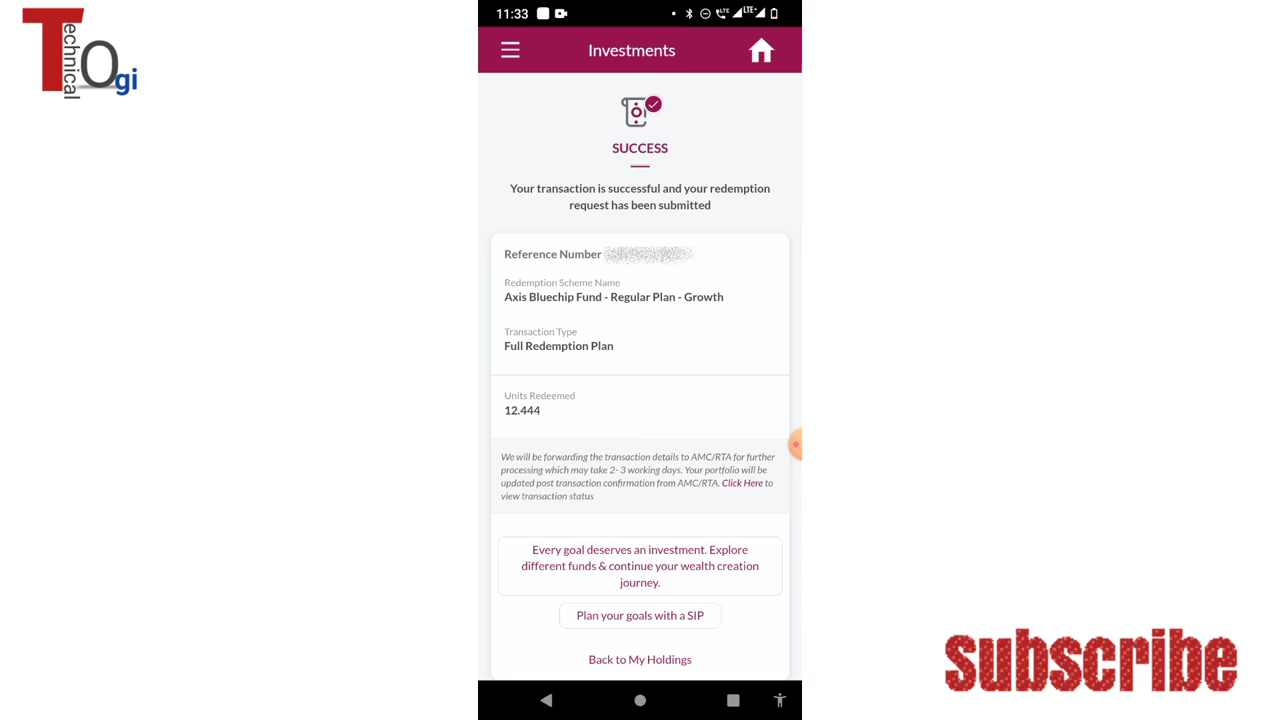 Technical
Ogi
11:33
LTE
LTE+
Investments
SUCCESS
Your transaction is successful and your redemption
request has been submitted
Reference Number
Redemption Scheme Name
Axis Bluechip Fund - Regular Plan - Growth
Transaction Type
Full Redemption Plan
Units Redeemed
12.444
We will be forwarding the transaction details to AMC/RTA for further
processing which may take 2- 3 working days. Your portfolio will be
updated post transaction confirmation from AMC/RTA. Click Here to
view transaction status
Every goal deserves an investment. Explore
different funds & continue your wealth creation
journey.
Plan your goals with a SIP
Back to My Holdings
Subscribe